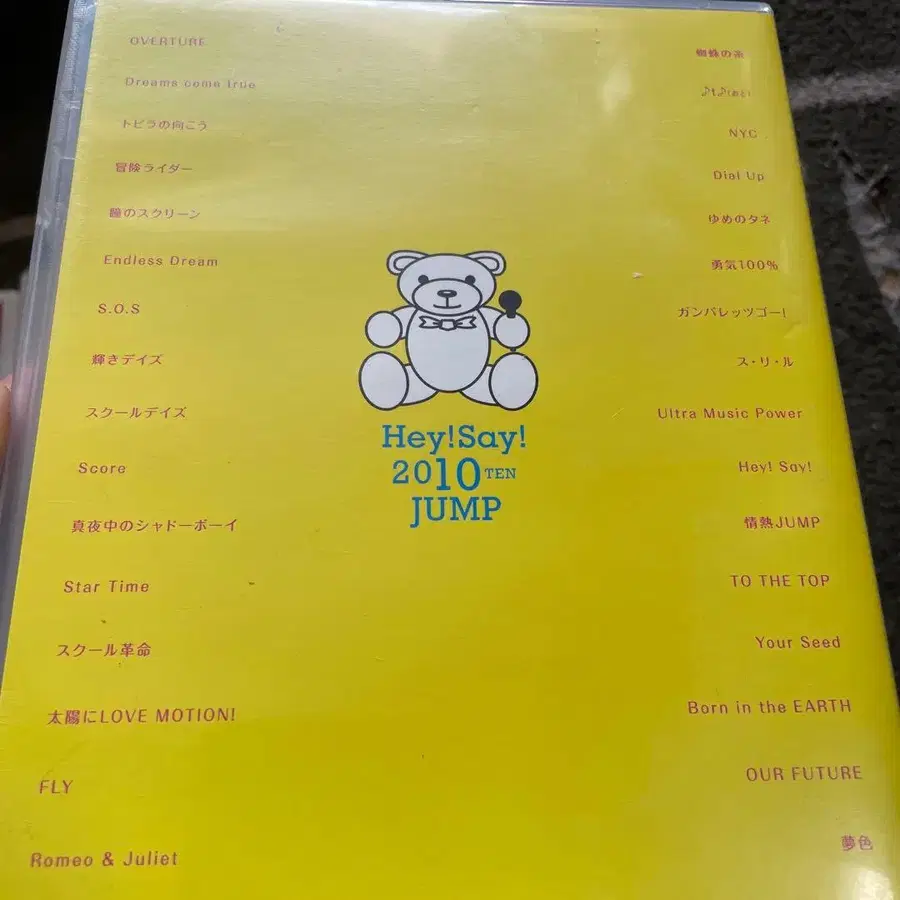 OVERTURE
Dreams come true
トビラの向こう
冒険ライダー
瞳のスクリーン
Endless Dream
S.O.S
輝きデイズ
スクールデイズ
Score
真夜中のシャドーボーイ
Star Time
スクール革命
太陽にLOVE MOTION!
FLY
Romeo & Juliet
Hey!Say!
2010 TEN
JUMP
蜘蛛の糸
♪t♪(おと)
NYC
Dial Up
ゆめのタネ
勇気100%
ガンバレッツゴー!
ス・リ・ル
Ultra Music Power
Hey! Say!
情熱JUMP
TO THE TOP
Your Seed
Born in the EARTH
OUR FUTURE
夢色